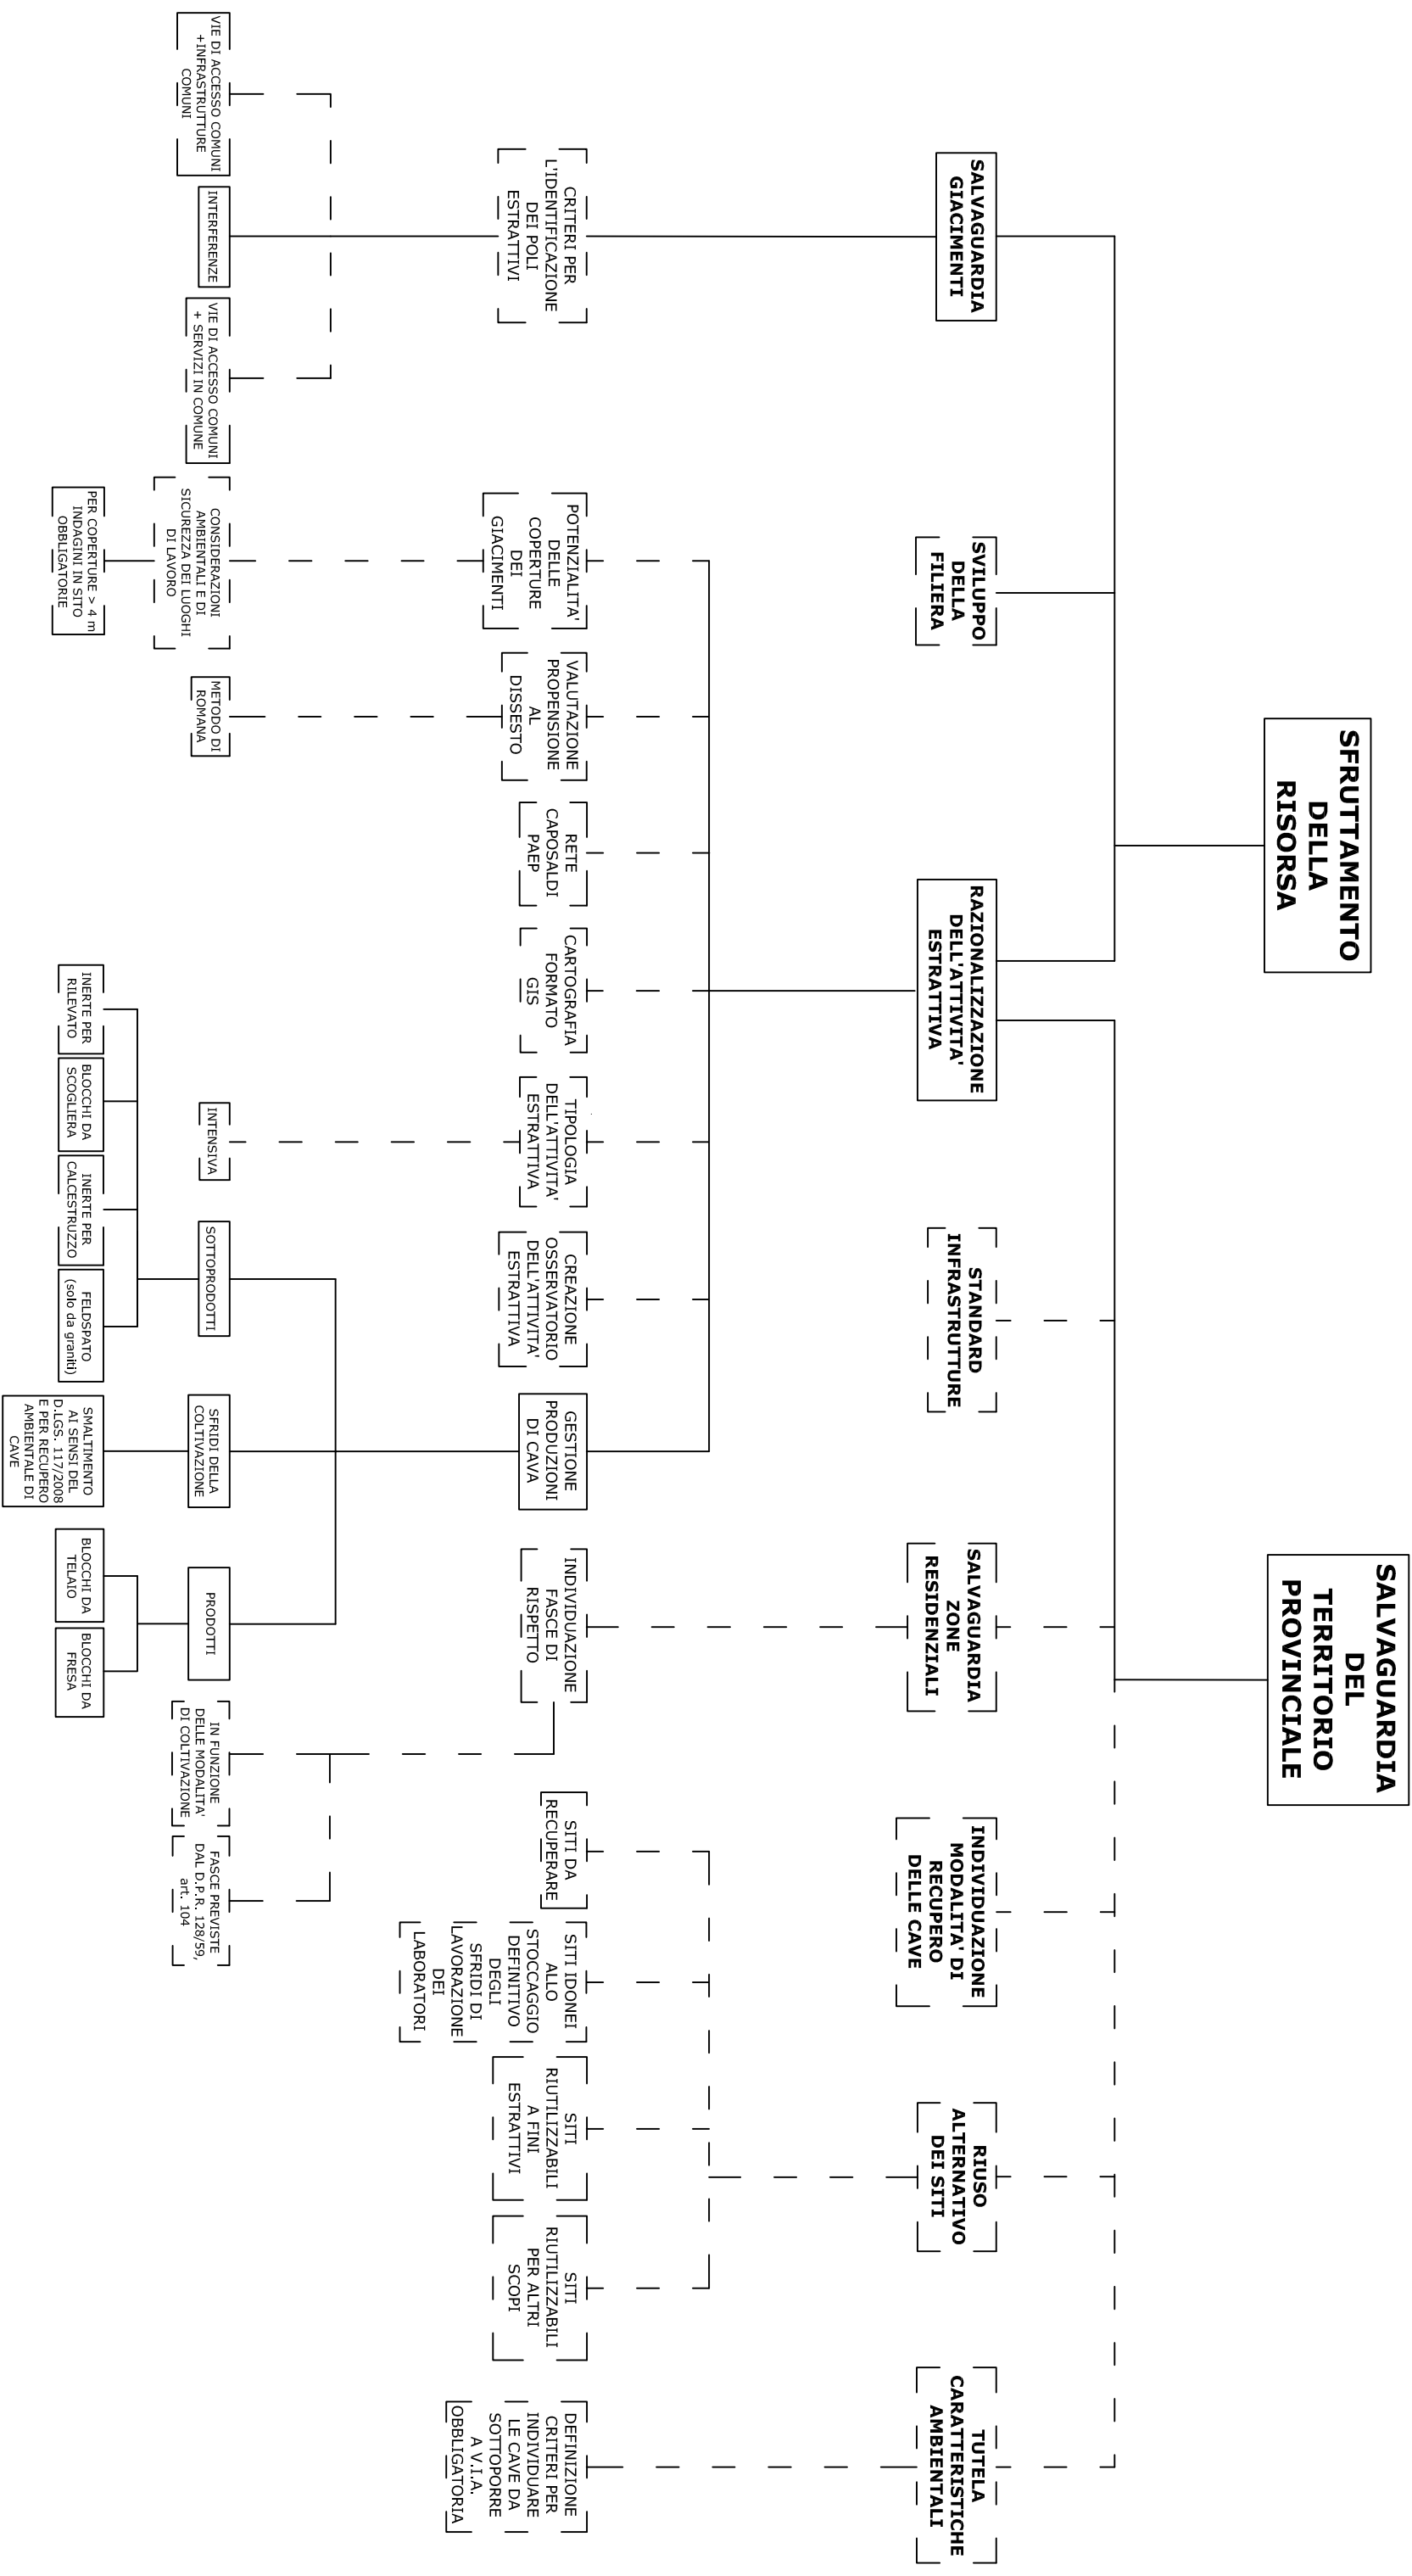 SFRUTTAMENTO
DELLA
RISORSA
SALVAGUARDIA
DEL
TERRITORIO
PROVINCIALE
SALVAGUARDIA
GIACIMENTI
SVILUPPO
DELLA
FILIERA
RAZIONALIZZAZIONE
DELL'ATTIVITA'
ESTRATTIVA
STANDARD
INFRASTRUTTURE
SALVAGUARDIA
ZONE
RESIDENZIALI
INDIVIDUAZIONE
MODALITA' DI
RECUPERO
DELLE CAVE
RIUSO
ALTERNATIVO
DEI SITI
TUTELA
CARATTERISTICHE
AMBIENTALI
CRITERI PER
L'IDENTIFICAZIONE
DEI POLI
ESTRATTIVI
POTENZIALITA'
DELLE
COPERTURE
DEI
GIACIMENTI
VALUTAZIONE
PROPENSIONE
AL
DISSESTO
RETE
CAPOSALDI
PAEP
CARTOGRAFIA
FORMATO
GIS
TIPOLOGIA
DELL'ATTIVITA'
ESTRATTIVA
CREAZIONE
OSSERVATORIO
DELL'ATTIVITA'
ESTRATTIVA
GESTIONE
PRODUZIONI
DI CAVA
INDIVIDUAZIONE
FASCE DI
RISPETTO
SITI DA
RECUPERARE
SITI IDONEI
ALLO
STOCCAGGIO
DEFINITIVO
DEGLI
SFRIDI DI
LAVORAZIONE
DEI
LABORATORI
SITI
RIUTILIZZABILI
A FINI
ESTRATTIVI
SITI
RIUTILIZZABILI
PER ALTRI
SCOPI
DEFINIZIONE
CRITERI PER
INDIVIDUARE
LE CAVE DA
SOTTOPORRE
A V.I.A.
OBBLIGATORIA
VIE DI ACCESSO COMUNI
+INFRASTRUTTURE
COMUNI
INTERFERENZE
VIE DI ACCESSO COMUNI
+ SERVIZI IN COMUNE
CONSIDERAZIONI
AMBIENTALI E DI
SICUREZZA DEI LUOGHI
DI LAVORO
METODO DI
ROMANA
INTENSIVA
SOTTOPRODOTTI
SFRIDI DELLA
COLTIVAZIONE
PRODOTTI
IN FUNZIONE
DELLE MODALITA'
DI COLTIVAZIONE
FASCE PREVISTE
DAL D.P.R. 128/59,
art. 104
PER COPERTURE > 4 m
INDAGINI IN SITO
OBBLIGATORIE
INERTE PER
RILEVATO
BLOCCHI DA
SCOGLIERA
INERTE PER
CALCESTRUZZO
FELDSPATO
(solo da graniti)
SMALTIMENTO
AI SENSI DEL
D.LGS. 117/2008
E PER RECUPERO
AMBIENTALE DI
CAVE
BLOCCHI DA
TELAIO
BLOCCHI DA
FRESA